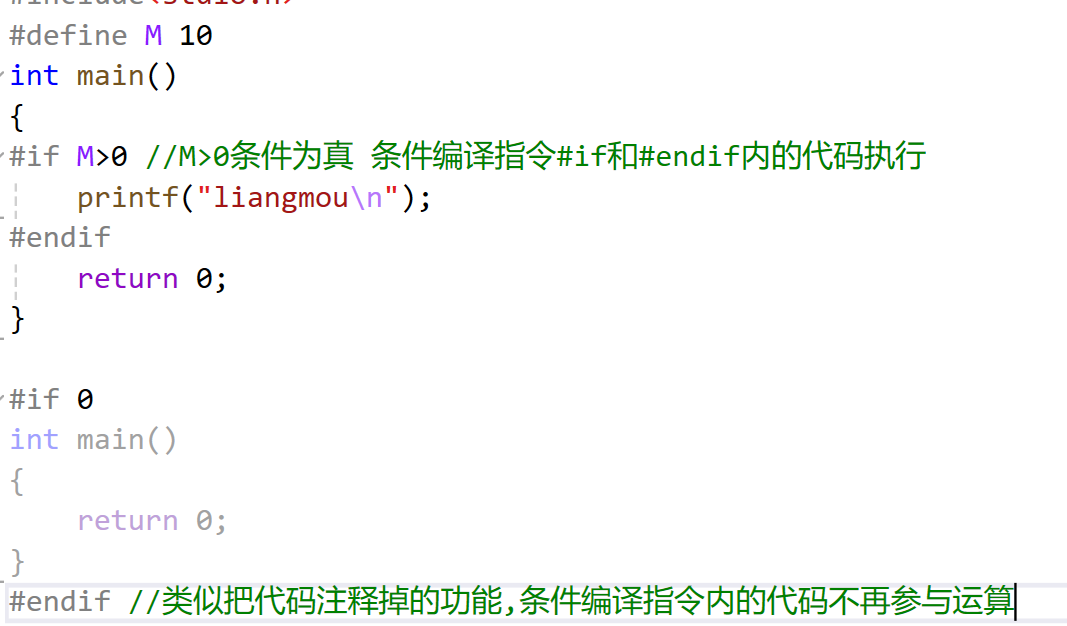 #include<stdio.h>
#define M 10
int main()
{
#if M>0 //M>0条件为真 条件编译指令#if和#endif内的代码执行
    printf("liangmou\n");
#endif
    return 0;
}
#if 0
int main()
{
    return 0;
}
#endif //类似把代码注释掉的功能,条件编译指令内的代码不再参与运算